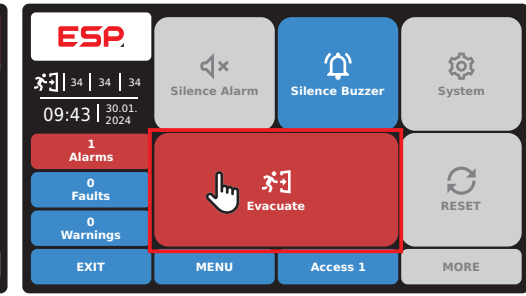 ESP
34 34 34
09:43 30.01.
2024
1
Alarms
0
Faults
0
Warnings
EXIT
Silence Alarm
Silence Buzzer
System
Evacuate
RESET
MENU
Access 1
MORE